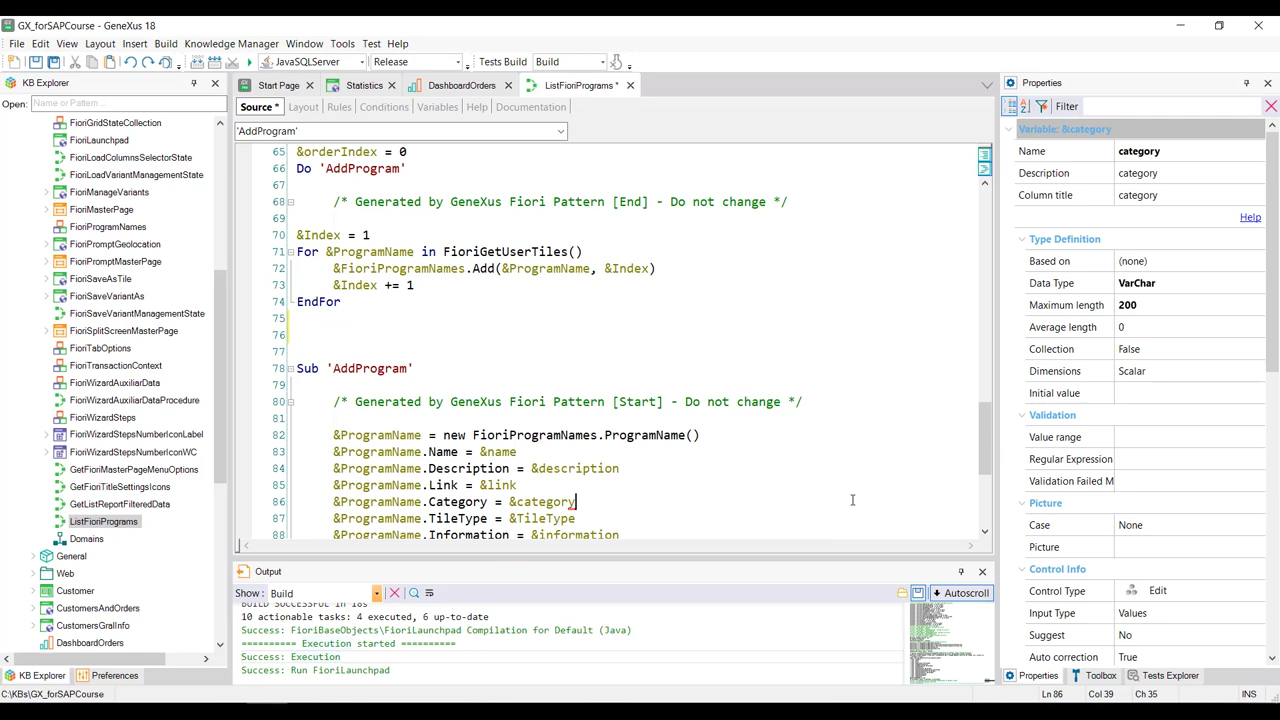 GX_forSAPCourse - GeneXus 18
File Edit View Layout Insert Build Knowledge Manager Window Tools Test Help
JavaSQLServer Release Tests Build Build
KB Explorer
Open: Name or Pattern...
FioriGridStateCollection
FioriLaunchpad
FioriLoadColumnsSelectorState
FioriLoadVariantManagementState
FioriManageVariants
FioriMasterPage
FioriProgramNames
FioriPromptGeolocation
FioriPromptMasterPage
FioriSaveAsTile
FioriSaveVariantAs
FioriSaveVariantManagementState
FioriSplitScreenMasterPage
FioriTabOptions
FioriTransactionContext
FioriWizardAuxiliarData
FioriWizardAuxiliarDataProcedure
FioriWizardSteps
FioriWizardStepsNumberIconLabel
FioriWizardStepsNumberIconWC
GetFioriMasterPageMenuOptions
GetFioriTitleSettingsIcons
GetListReportFilteredData
ListFioriPrograms
Domains
General
Web
Customer
CustomersAndOrders
CustomersGralInfo
DashboardOrders
KB Explorer Preferences
Start Page Statistics DashboardOrders ListFioriPrograms *
Source * Layout Rules Conditions Variables Help Documentation
'AddProgram'
65 &orderIndex = 0
66 Do 'AddProgram'
67
68 /* Generated by GeneXus Fiori Pattern [End] - Do not change */
69
70 &Index = 1
71 For &ProgramName in FioriGetUserTiles()
72 &FioriProgramNames.Add(&ProgramName, &Index)
73 &Index += 1
74 EndFor
75
76
77
78 Sub 'AddProgram'
79
80 /* Generated by GeneXus Fiori Pattern [Start] - Do not change */
81
82 &ProgramName = new FioriProgramNames.ProgramName()
83 &ProgramName.Name = &name
84 &ProgramName.Description = &description
85 &ProgramName.Link = &link
86 &ProgramName.Category = &category
87 &ProgramName.TileType = &TileType
88 &ProgramName.Information = &information
Output
Show: Build Autoscroll
BUILD SUCCESSFUL in 18s
10 actionable tasks: 4 executed, 6 up-to-date
Success: FioriBaseObjects\FioriLaunchpad Compilation for Default (Java)
========== Execution started ==========
Success: Execution
Success: Run FioriLaunchpad
Properties
Filter
Variable: &category
Name category
Description category
Column title category
Help
Type Definition
Based on (none)
Data Type VarChar
Maximum length 200
Average length 0
Collection False
Dimensions Scalar
Initial value
Validation
Value range
Regular Expression
Validation Failed M
Picture
Case None
Picture
Control Info
Control Type Edit
Input Type Values
Suggest No
Auto correction True
Properties Toolbox Tests Explorer
C:\KBs\GX_forSAPCourse Ln 86 Col 39 Ch 35 INS